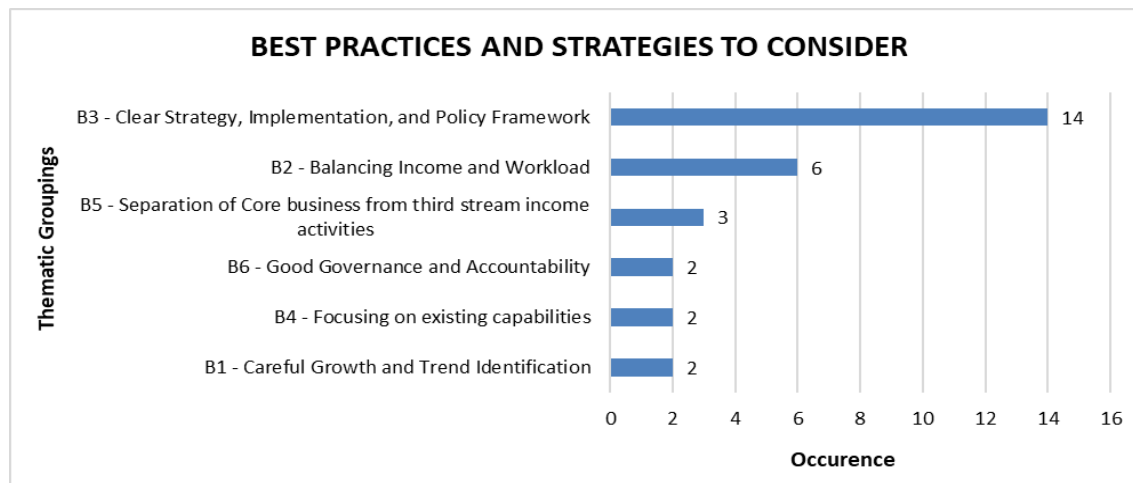 BEST PRACTICES AND STRATEGIES TO CONSIDER
Thematic Groupings
B3 - Clear Strategy, Implementation, and Policy Framework
14
B2 - Balancing Income and Workload
6
B5 - Separation of Core business from third stream income
activities
3
B6 - Good Governance and Accountability
2
B4 - Focusing on existing capabilities
2
B1 - Careful Growth and Trend Identification
2
0 2 4 6 8 10 12 14 16
Occurence